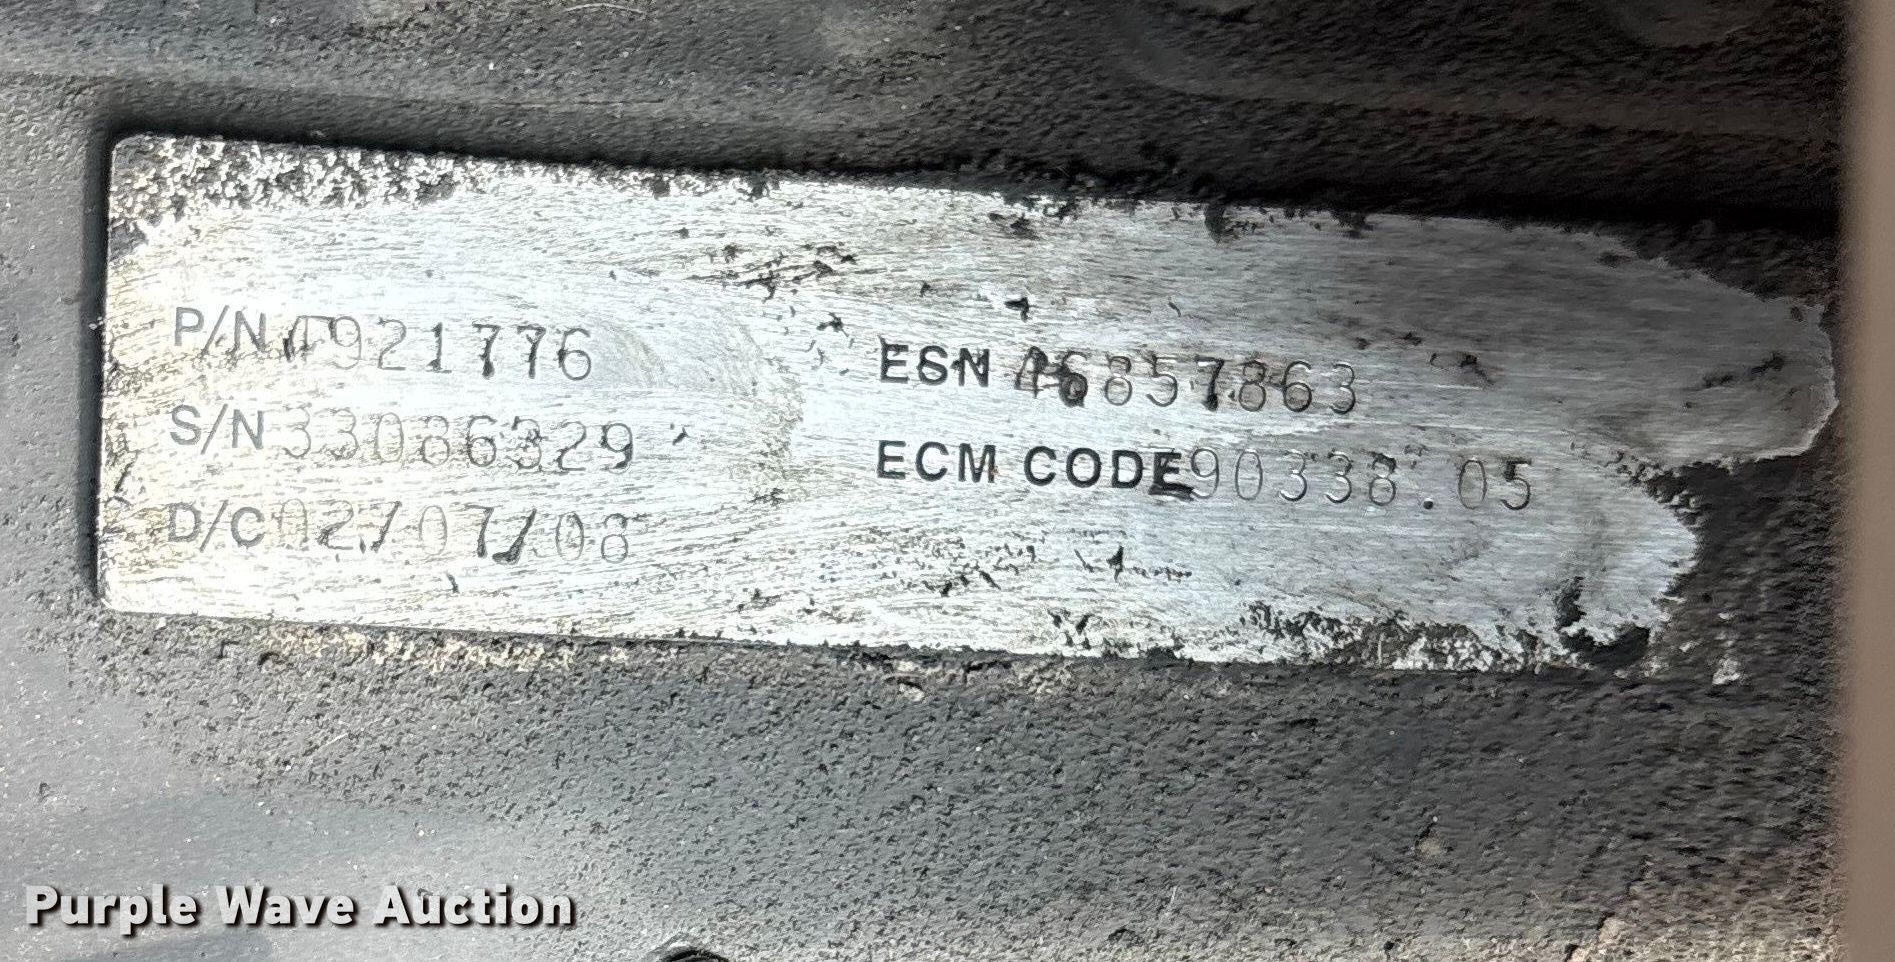 P/N 4921776
S/N 33086329
D/C 02/07/08
ESN 46857863
ECM CODE 90338.05
Purple Wave Auction